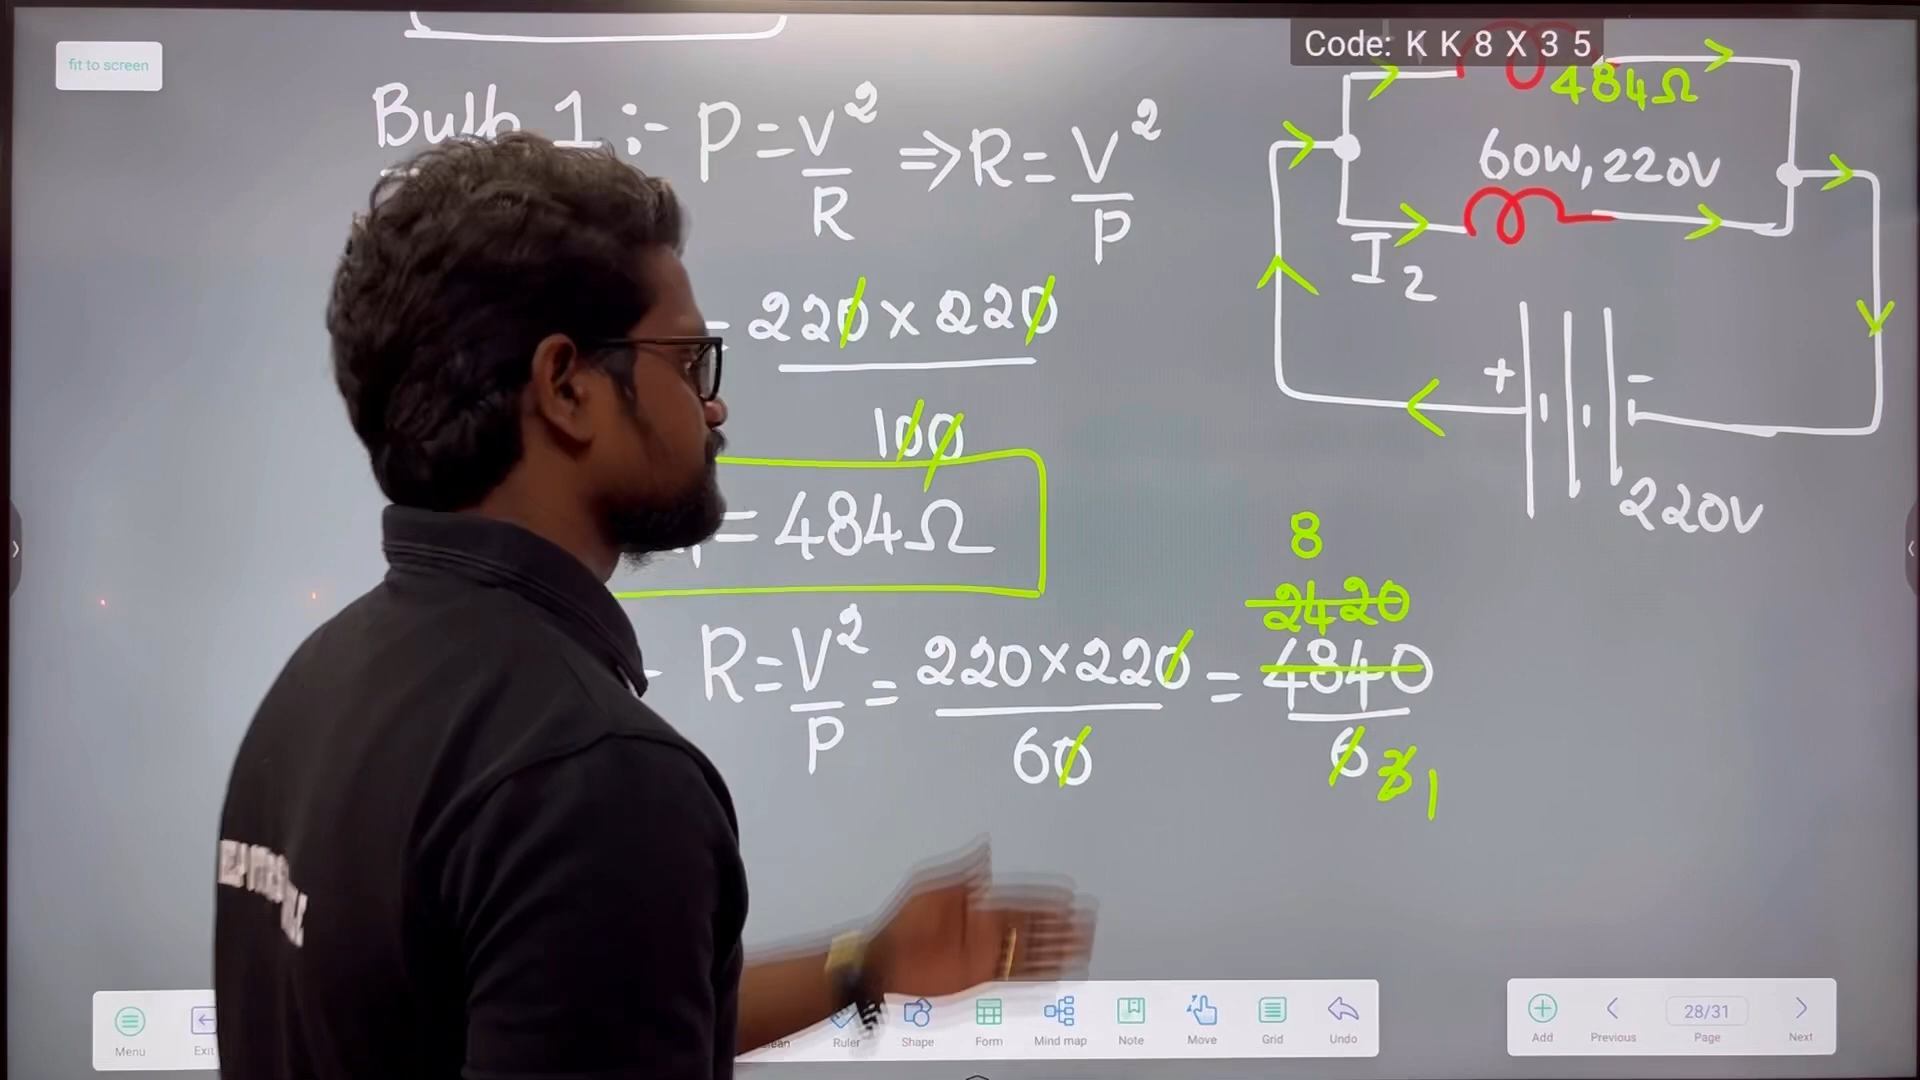 fit to screen
Code: K K 8 X 3 5
484Ω
Bulb 1 :- P = V²/R ⇒ R = V²/P
60W, 220V
I₂
= 220 × 220
100
= 484Ω
+ -
220V
8
2420
R = V²/P = 220×220/60 = 4840/6
3 1
Menu
Ruler
Shape
Form
Mind map
Note
Move
Grid
Undo
Add
Previous
28/31
Page
Next